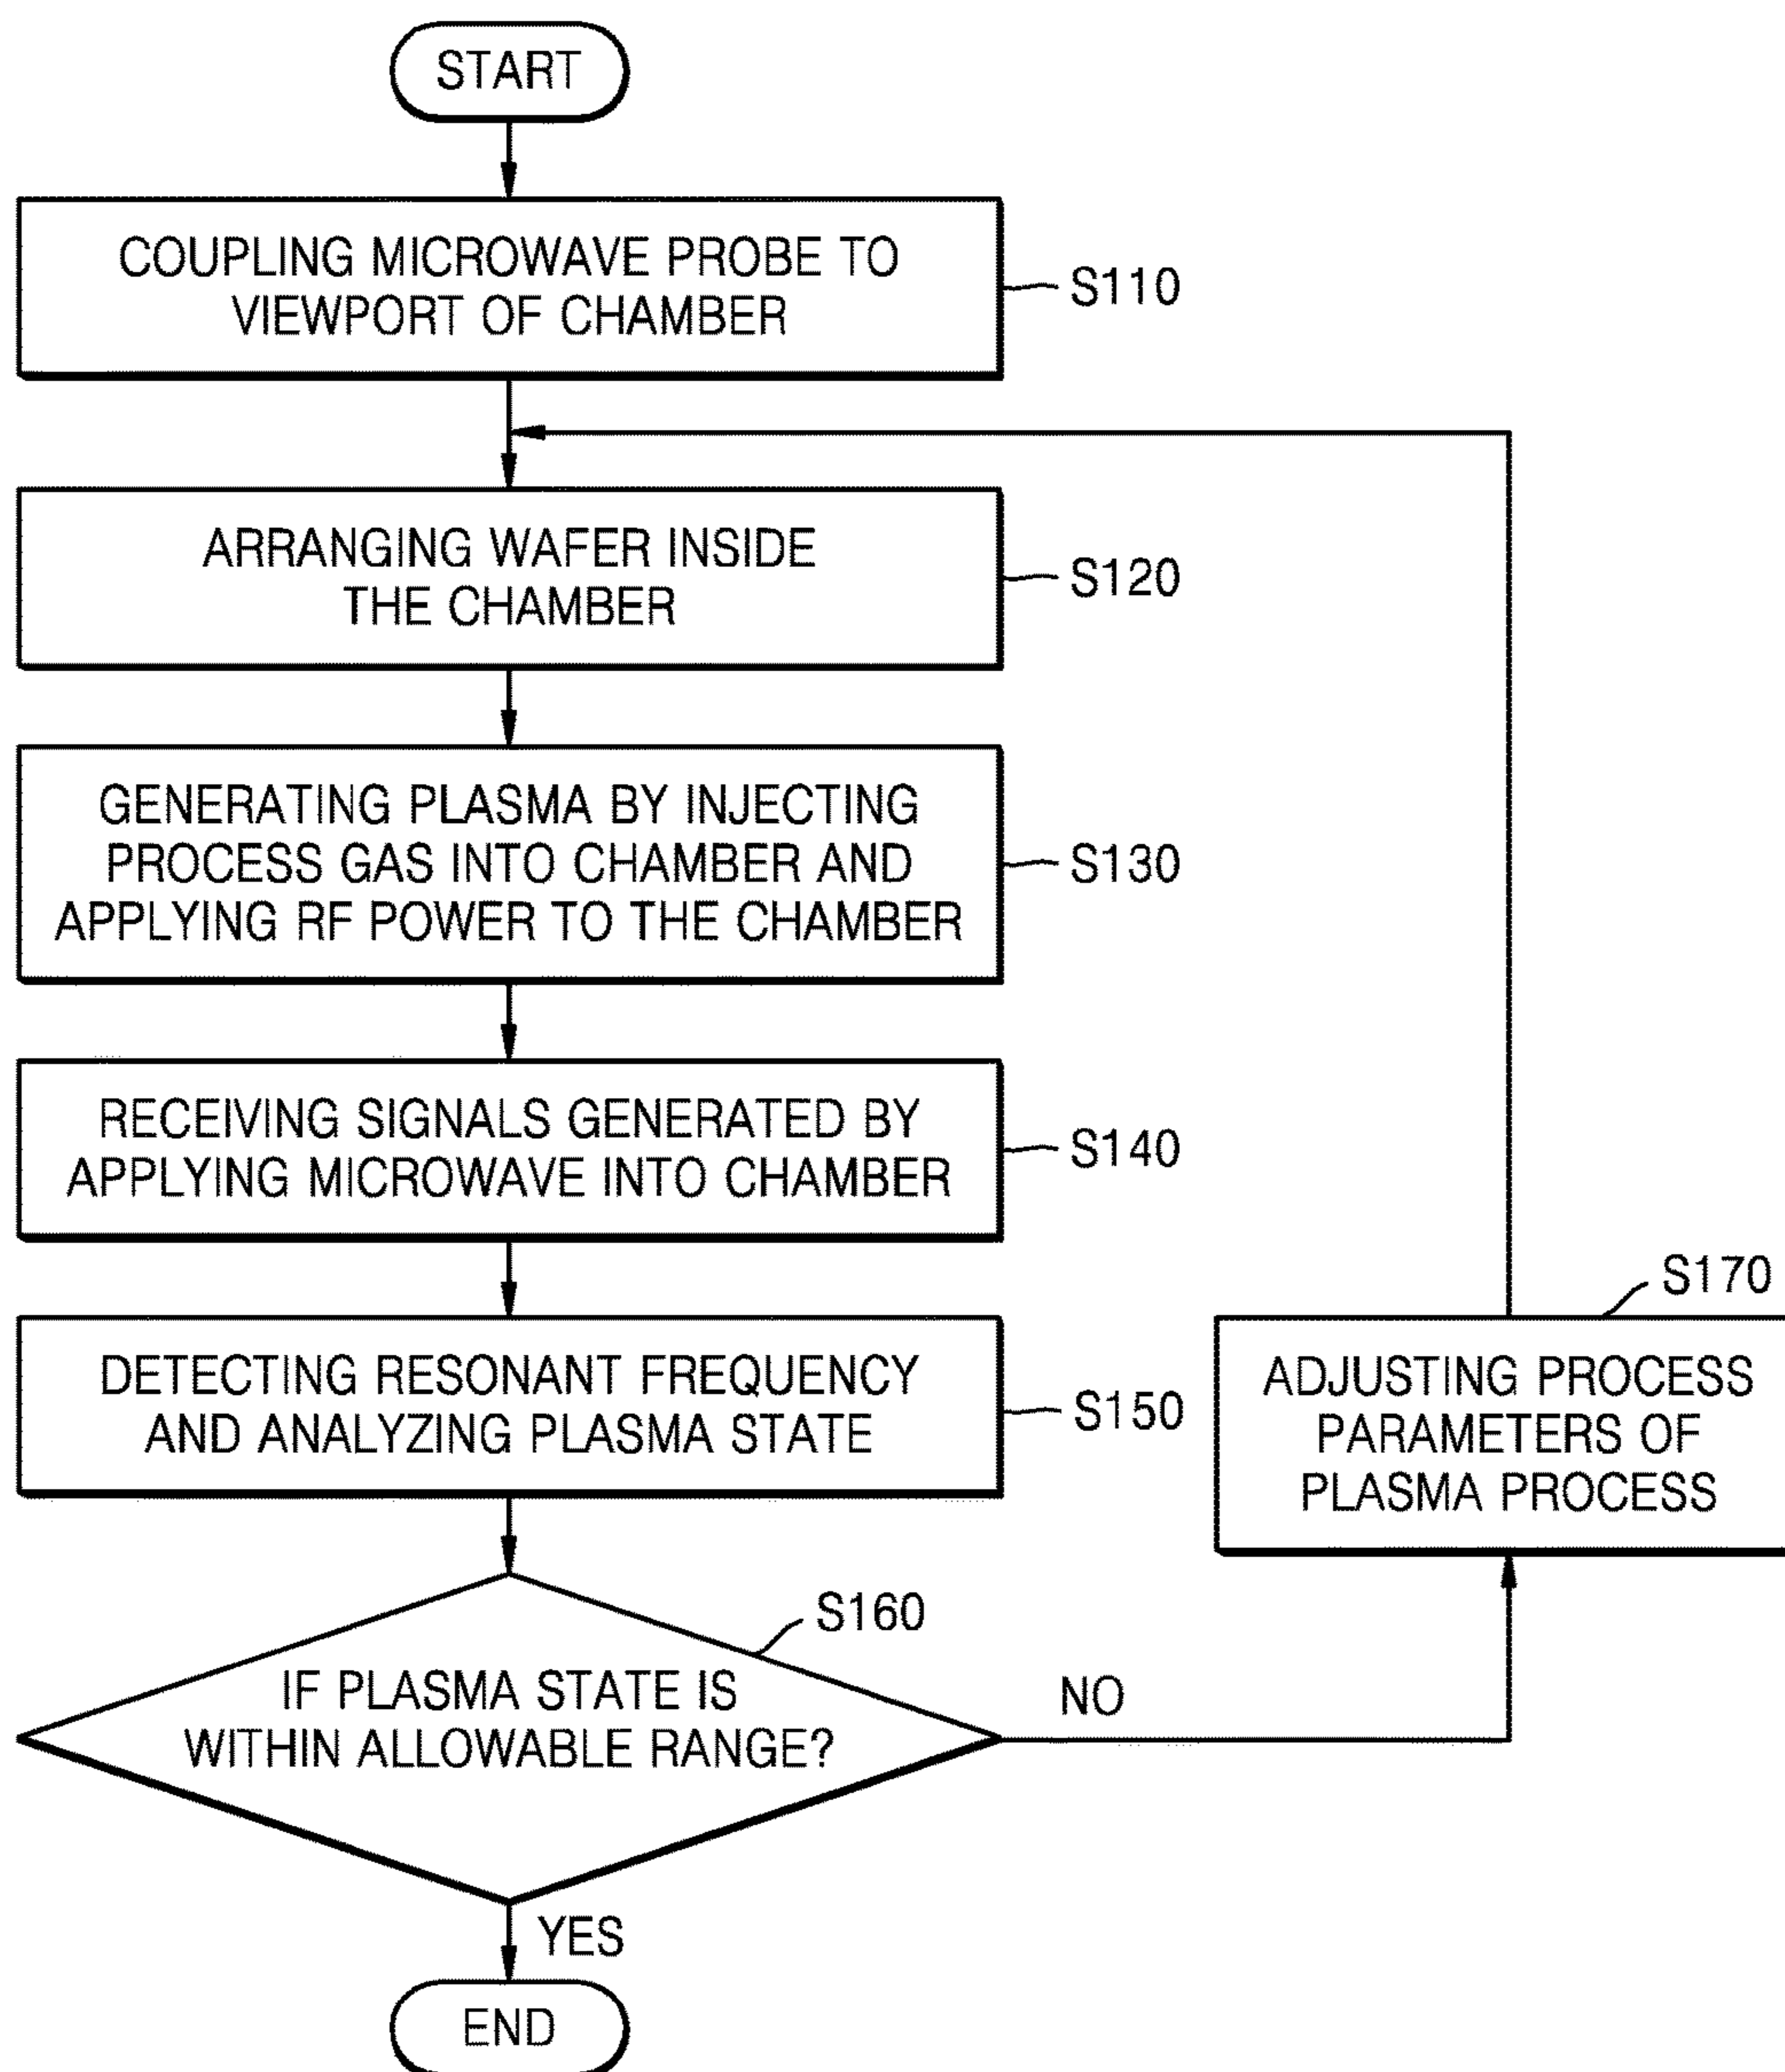 START
COUPLING MICROWAVE PROBE TO
VIEWPORT OF CHAMBER
S110
ARRANGING WAFER INSIDE
THE CHAMBER
S120
GENERATING PLASMA BY INJECTING
PROCESS GAS INTO CHAMBER AND
APPLYING RF POWER TO THE CHAMBER
S130
RECEIVING SIGNALS GENERATED BY
APPLYING MICROWAVE INTO CHAMBER
S140
DETECTING RESONANT FREQUENCY
AND ANALYZING PLASMA STATE
S150
S170
ADJUSTING PROCESS
PARAMETERS OF
PLASMA PROCESS
S160
IF PLASMA STATE IS
WITHIN ALLOWABLE RANGE?
NO
YES
END